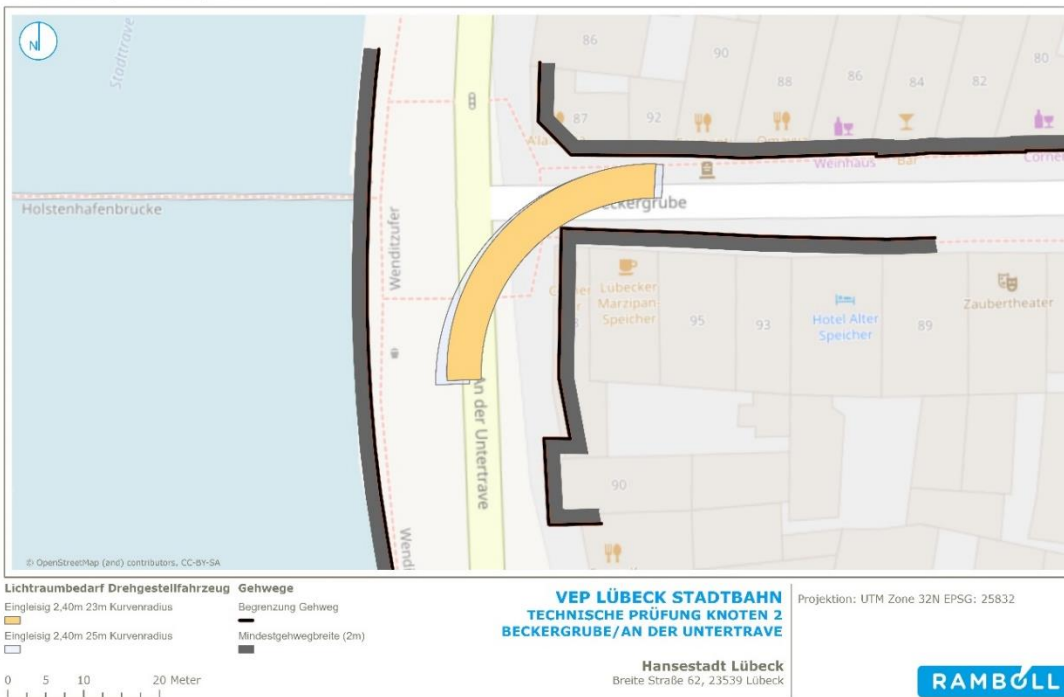 N
Stadttrave
86
90
88
86
84
82
80
87
92
Weinhaus
Bar
Holstenhafenbrücke
Wenditzufer
eckergrube
Lübecker
Marzipan-
Speicher
95
93
Hotel Alter
Speicher
89
Zaubertheater
An der Untertrave
90
Wendi
© OpenStreetMap (and) contributors, CC-BY-SA
Lichtraumbedarf Drehgestellfahrzeug
Eingleisig 2,40m 23m Kurvenradius
Eingleisig 2,40m 25m Kurvenradius
0 5 10 20 Meter
Gehwege
Begrenzung Gehweg
Mindestgehwegbreite (2m)
VEP LÜBECK STADTBAHN
TECHNISCHE PRÜFUNG KNOTEN 2
BECKERGRUBE/AN DER UNTERTRAVE
Hansestadt Lübeck
Breite Straße 62, 23539 Lübeck
Projektion: UTM Zone 32N EPSG: 25832
RAMBOLL